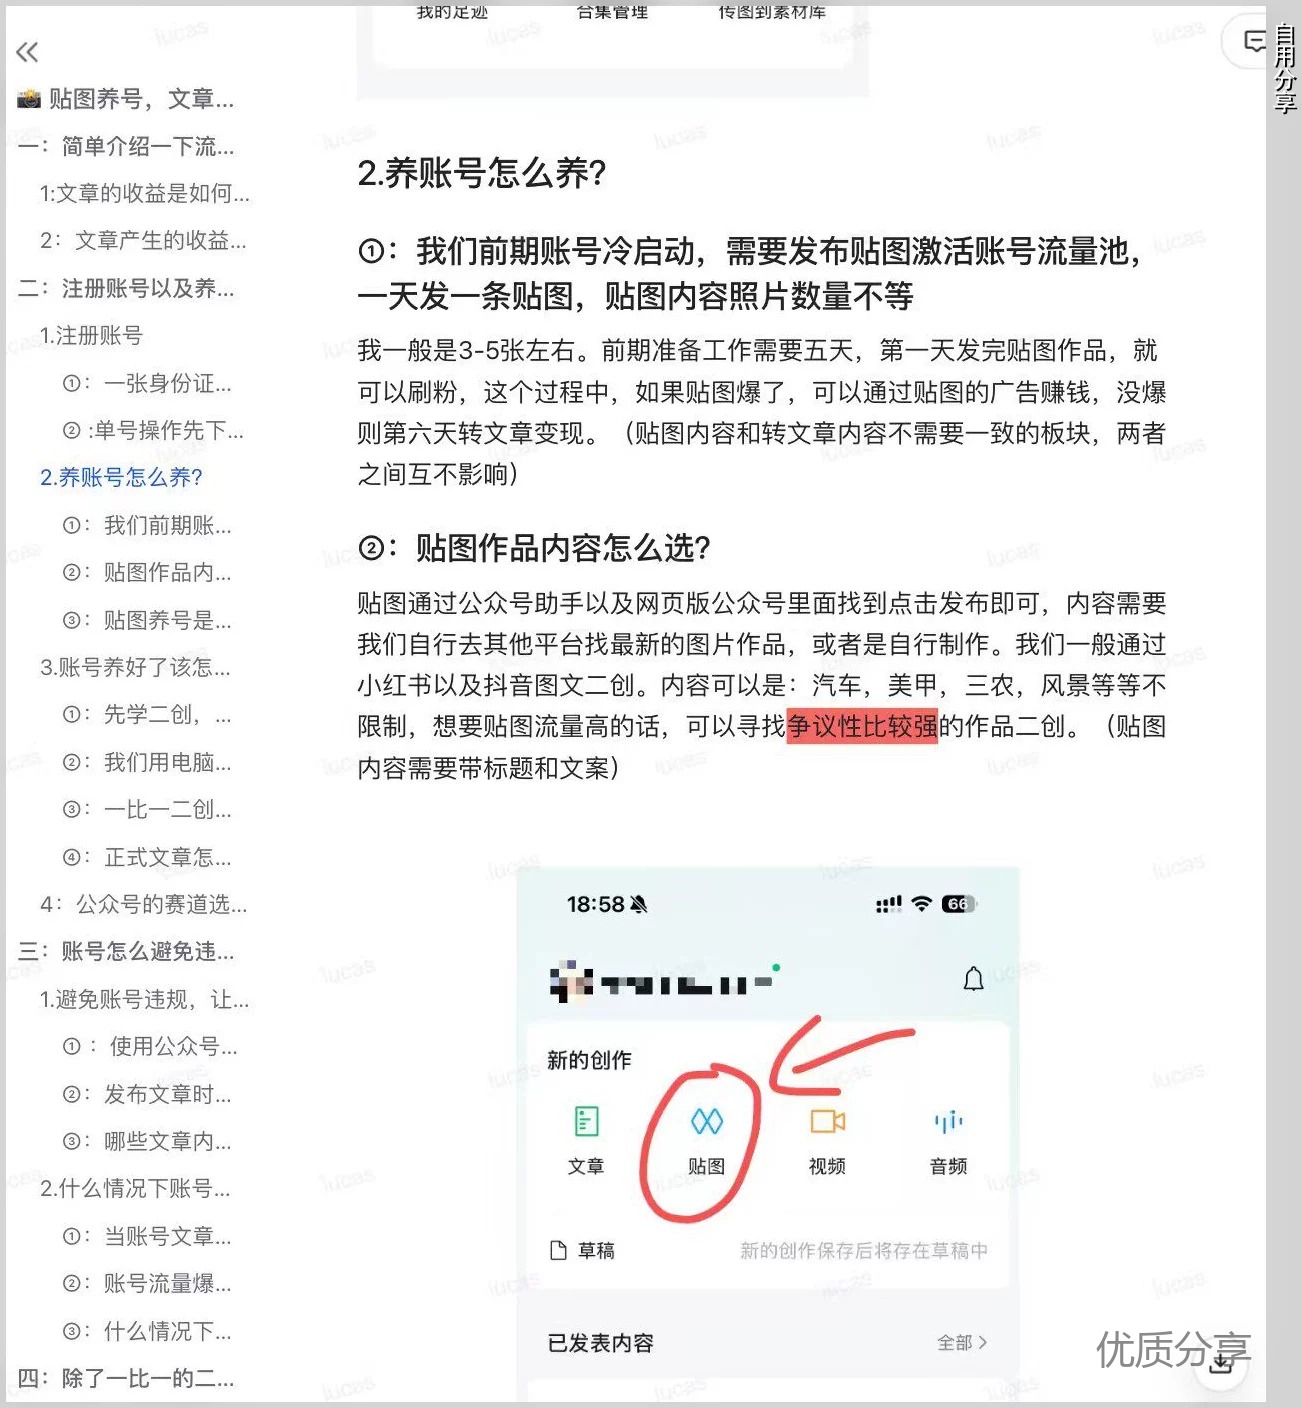 我的足迹 合集管理 传图到素材库
自用分享
📸 贴图养号，文章...
一：简单介绍一下流...
1:文章的收益是如何...
2：文章产生的收益...
二：注册账号以及养...
1.注册账号
①：一张身份证...
② :单号操作先下...
2.养账号怎么养?
①：我们前期账...
②：贴图作品内...
③：贴图养号是...
3.账号养好了该怎...
①：先学二创，...
②：我们用电脑...
③：一比一二创...
④：正式文章怎...
4：公众号的赛道选...
三：账号怎么避免违...
1.避免账号违规，让...
① ：使用公众号...
②：发布文章时...
③：哪些文章内...
2.什么情况下账号...
①：当账号文章...
②：账号流量爆...
③：什么情况下...
四：除了一比一的二...
2.养账号怎么养?
①：我们前期账号冷启动，需要发布贴图激活账号流量池，
一天发一条贴图，贴图内容照片数量不等
我一般是3-5张左右。前期准备工作需要五天，第一天发完贴图作品，就
可以刷粉，这个过程中，如果贴图爆了，可以通过贴图的广告赚钱，没爆
则第六天转文章变现。（贴图内容和转文章内容不需要一致的板块，两者
之间互不影响）
②：贴图作品内容怎么选?
贴图通过公众号助手以及网页版公众号里面找到点击发布即可，内容需要
我们自行去其他平台找最新的图片作品，或者是自行制作。我们一般通过
小红书以及抖音图文二创。内容可以是：汽车，美甲，三农，风景等等不
限制，想要贴图流量高的话，可以寻找争议性比较强的作品二创。（贴图
内容需要带标题和文案）
18:58 66
新的创作
文章 贴图 视频 音频
草稿 新的创作保存后将存在草稿中
已发表内容 全部
优质分享
lucas